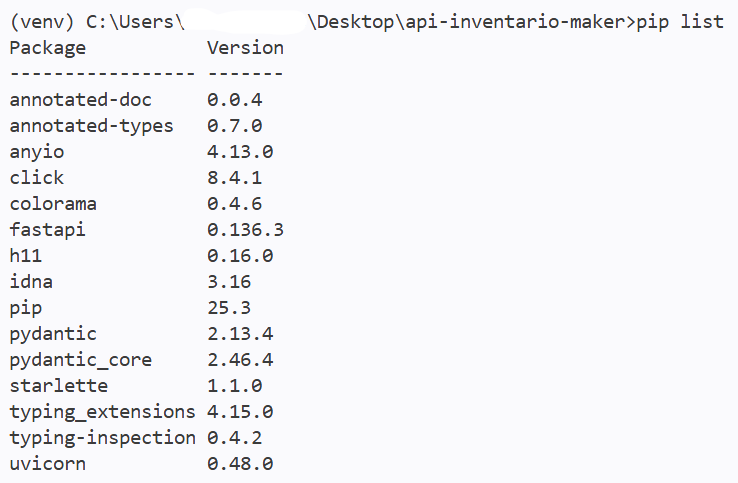 (venv) C:\Users\ \Desktop\api-inventario-maker>pip list
Package Version
----------------- -------
annotated-doc 0.0.4
annotated-types 0.7.0
anyio 4.13.0
click 8.4.1
colorama 0.4.6
fastapi 0.136.3
h11 0.16.0
idna 3.16
pip 25.3
pydantic 2.13.4
pydantic_core 2.46.4
starlette 1.1.0
typing_extensions 4.15.0
typing-inspection 0.4.2
uvicorn 0.48.0